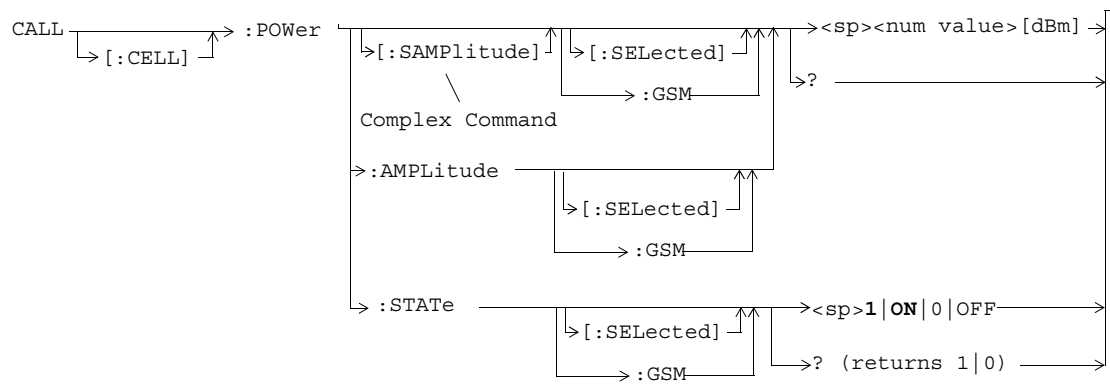 CALL :POWer <sp><num value>[dBm]
[:CELL] [:SAMPlitude] [:SELected]
?
:GSM
Complex Command
:AMPLitude
[:SELected]
:GSM
:STATe <sp>1|ON|0|OFF
[:SELected]
? (returns 1|0)
:GSM